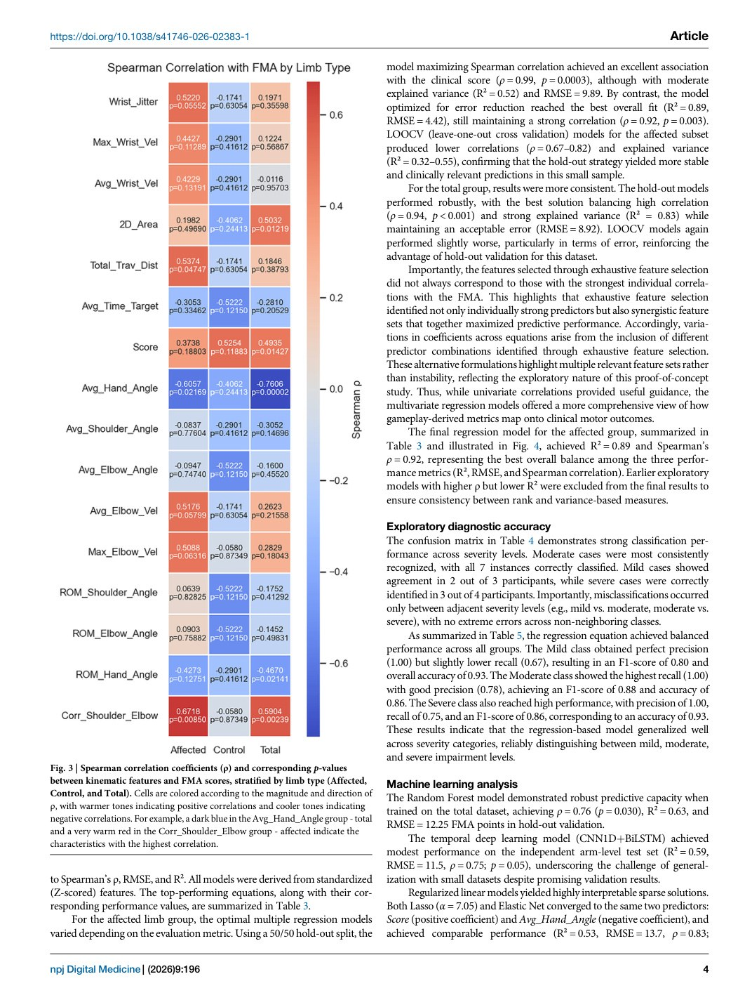 https://doi.org/10.1038/s41746-026-02383-1
Article
Spearman Correlation with FMA by Limb Type
Wrist_Jitter
0.5220 -0.1741 0.1971
p=0.05552 p=0.63054 p=0.35598
Max_Wrist_Vel
0.4427 -0.2901 0.1224
p=0.11289 p=0.41612 p=0.56867
Avg_Wrist_Vel
0.4229 -0.2901 -0.0116
p=0.13191 p=0.41612 p=0.95703
2D_Area
0.1982 -0.4062 0.5032
p=0.49690 p=0.24413 p=0.01219
Total_Trav_Dist
0.5374 -0.1741 0.1846
p=0.04747 p=0.63054 p=0.38793
Avg_Time_Target
-0.3053 -0.5222 -0.2810
p=0.33462 p=0.12150 p=0.20529
Score
0.3738 0.5254 0.4935
p=0.18803 p=0.11883 p=0.01427
Avg_Hand_Angle
-0.6057 -0.4062 -0.7606
p=0.02169 p=0.24413 p=0.00002
Avg_Shoulder_Angle
-0.0837 -0.2901 -0.3052
p=0.77604 p=0.41612 p=0.14696
Avg_Elbow_Angle
-0.0947 -0.5222 -0.1600
p=0.74740 p=0.12150 p=0.45520
Avg_Elbow_Vel
0.5176 -0.1741 0.2623
p=0.05799 p=0.63054 p=0.21558
Max_Elbow_Vel
0.5088 -0.0580 0.2829
p=0.06316 p=0.87349 p=0.18043
ROM_Shoulder_Angle
0.0639 -0.5222 -0.1752
p=0.82825 p=0.12150 p=0.41292
ROM_Elbow_Angle
0.0903 -0.5222 -0.1452
p=0.75882 p=0.12150 p=0.49831
ROM_Hand_Angle
-0.4273 -0.2901 -0.4670
p=0.12751 p=0.41612 p=0.02141
Corr_Shoulder_Elbow
0.6718 -0.0580 0.5904
p=0.00850 p=0.87349 p=0.00239
Affected Control Total
0.6
0.4
0.2
0.0
−0.2
−0.4
−0.6
Spearman ρ
Fig. 3 | Spearman correlation coefficients (ρ) and corresponding p-values
between kinematic features and FMA scores, stratified by limb type (Affected,
Control, and Total). Cells are colored according to the magnitude and direction of
ρ, with warmer tones indicating positive correlations and cooler tones indicating
negative correlations. For example, a dark blue in the Avg_Hand_Angle group - total
and a very warm red in the Corr_Shoulder_Elbow group - affected indicate the
characteristics with the highest correlation.
to Spearman's ρ, RMSE, and R². All models were derived from standardized
(Z-scored) features. The top-performing equations, along with their cor-
responding performance values, are summarized in Table 3.
For the affected limb group, the optimal multiple regression models
varied depending on the evaluation metric. Using a 50/50 hold-out split, the
model maximizing Spearman correlation achieved an excellent association
with the clinical score (ρ = 0.99, p = 0.0003), although with moderate
explained variance (R² = 0.52) and RMSE = 9.89. By contrast, the model
optimized for error reduction reached the best overall fit (R² = 0.89,
RMSE = 4.42), still maintaining a strong correlation (ρ = 0.92, p = 0.003).
LOOCV (leave-one-out cross validation) models for the affected subset
produced lower correlations (ρ = 0.67–0.82) and explained variance
(R² = 0.32–0.55), confirming that the hold-out strategy yielded more stable
and clinically relevant predictions in this small sample.
For the total group, results were more consistent. The hold-out models
performed robustly, with the best solution balancing high correlation
(ρ = 0.94, p < 0.001) and strong explained variance (R² = 0.83) while
maintaining an acceptable error (RMSE = 8.92). LOOCV models again
performed slightly worse, particularly in terms of error, reinforcing the
advantage of hold-out validation for this dataset.
Importantly, the features selected through exhaustive feature selection
did not always correspond to those with the strongest individual correla-
tions with the FMA. This highlights that exhaustive feature selection
identified not only individually strong predictors but also synergistic feature
sets that together maximized predictive performance. Accordingly, varia-
tions in coefficients across equations arise from the inclusion of different
predictor combinations identified through exhaustive feature selection.
These alternative formulations highlight multiple relevant feature sets rather
than instability, reflecting the exploratory nature of this proof-of-concept
study. Thus, while univariate correlations provided useful guidance, the
multivariate regression models offered a more comprehensive view of how
gameplay-derived metrics map onto clinical motor outcomes.
The final regression model for the affected group, summarized in
Table 3 and illustrated in Fig. 4, achieved R² = 0.89 and Spearman's
ρ = 0.92, representing the best overall balance among the three perfor-
mance metrics (R², RMSE, and Spearman correlation). Earlier exploratory
models with higher ρ but lower R² were excluded from the final results to
ensure consistency between rank and variance-based measures.
Exploratory diagnostic accuracy
The confusion matrix in Table 4 demonstrates strong classification per-
formance across severity levels. Moderate cases were most consistently
recognized, with all 7 instances correctly classified. Mild cases showed
agreement in 2 out of 3 participants, while severe cases were correctly
identified in 3 out of 4 participants. Importantly, misclassifications occurred
only between adjacent severity levels (e.g., mild vs. moderate, moderate vs.
severe), with no extreme errors across non-neighboring classes.
As summarized in Table 5, the regression equation achieved balanced
performance across all groups. The Mild class obtained perfect precision
(1.00) but slightly lower recall (0.67), resulting in an F1-score of 0.80 and
overall accuracy of 0.93. The Moderate class showed the highest recall (1.00)
with good precision (0.78), achieving an F1-score of 0.88 and accuracy of
0.86. The Severe class also reached high performance, with precision of 1.00,
recall of 0.75, and an F1-score of 0.86, corresponding to an accuracy of 0.93.
These results indicate that the regression-based model generalized well
across severity categories, reliably distinguishing between mild, moderate,
and severe impairment levels.
Machine learning analysis
The Random Forest model demonstrated robust predictive capacity when
trained on the total dataset, achieving ρ = 0.76 (p = 0.030), R² = 0.63, and
RMSE = 12.25 FMA points in hold-out validation.
The temporal deep learning model (CNN1D+BiLSTM) achieved
modest performance on the independent arm-level test set (R² = 0.59,
RMSE = 11.5, ρ = 0.75; p = 0.05), underscoring the challenge of general-
ization with small datasets despite promising validation results.
Regularized linear models yielded highly interpretable sparse solutions.
Both Lasso (α = 7.05) and Elastic Net converged to the same two predictors:
Score (positive coefficient) and Avg_Hand_Angle (negative coefficient), and
achieved comparable performance (R² = 0.53, RMSE = 13.7, ρ = 0.83;
npj Digital Medicine | (2026)9:196
4